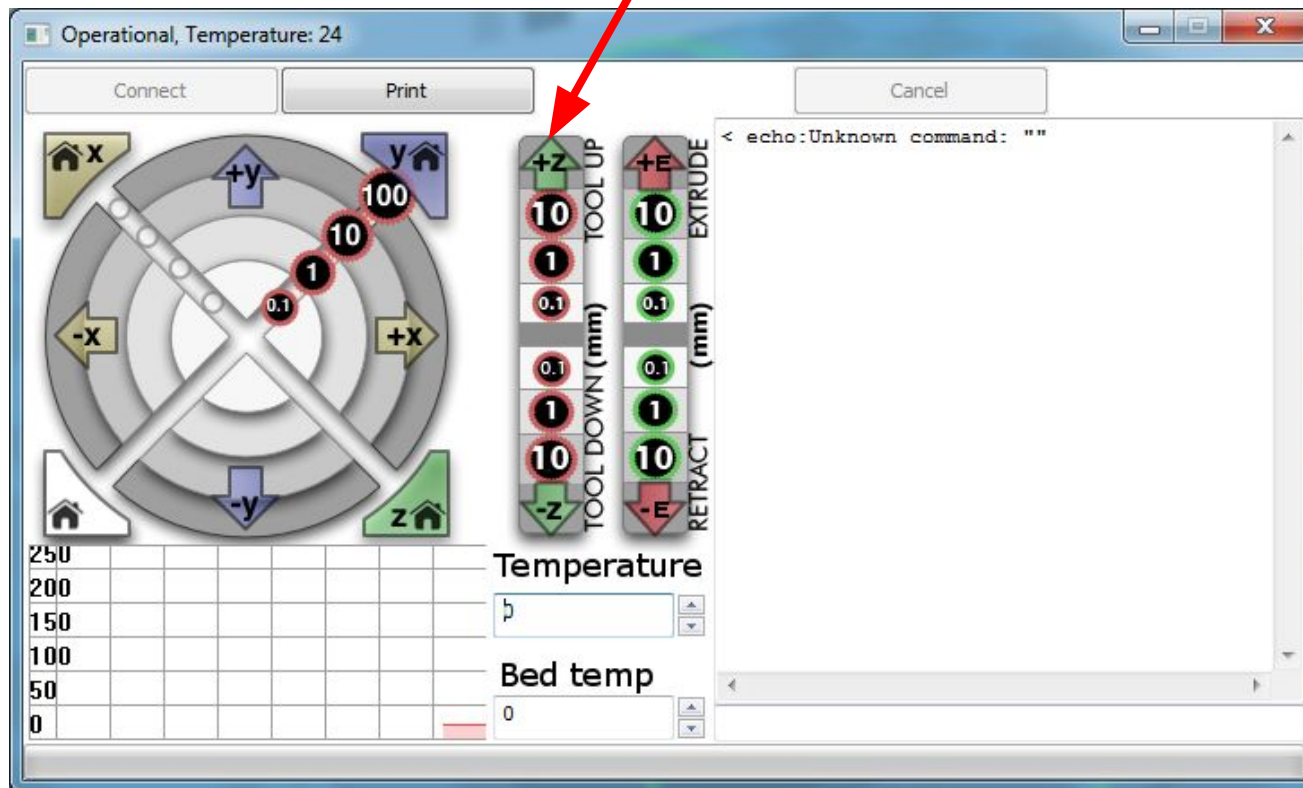 Operational, Temperature: 24
Connect
Print
Cancel
x
+y
y
100
10
1
0.1
-x
+x
-y
z
+Z
10
1
0.1
0.1
1
10
-Z
TOOL UP
(mm)
TOOL DOWN
+E
10
1
0.1
0.1
1
10
-E
EXTRUDE
(mm)
RETRACT
< echo:Unknown command: ""
250
200
150
100
50
0
Temperature
0
Bed temp
0